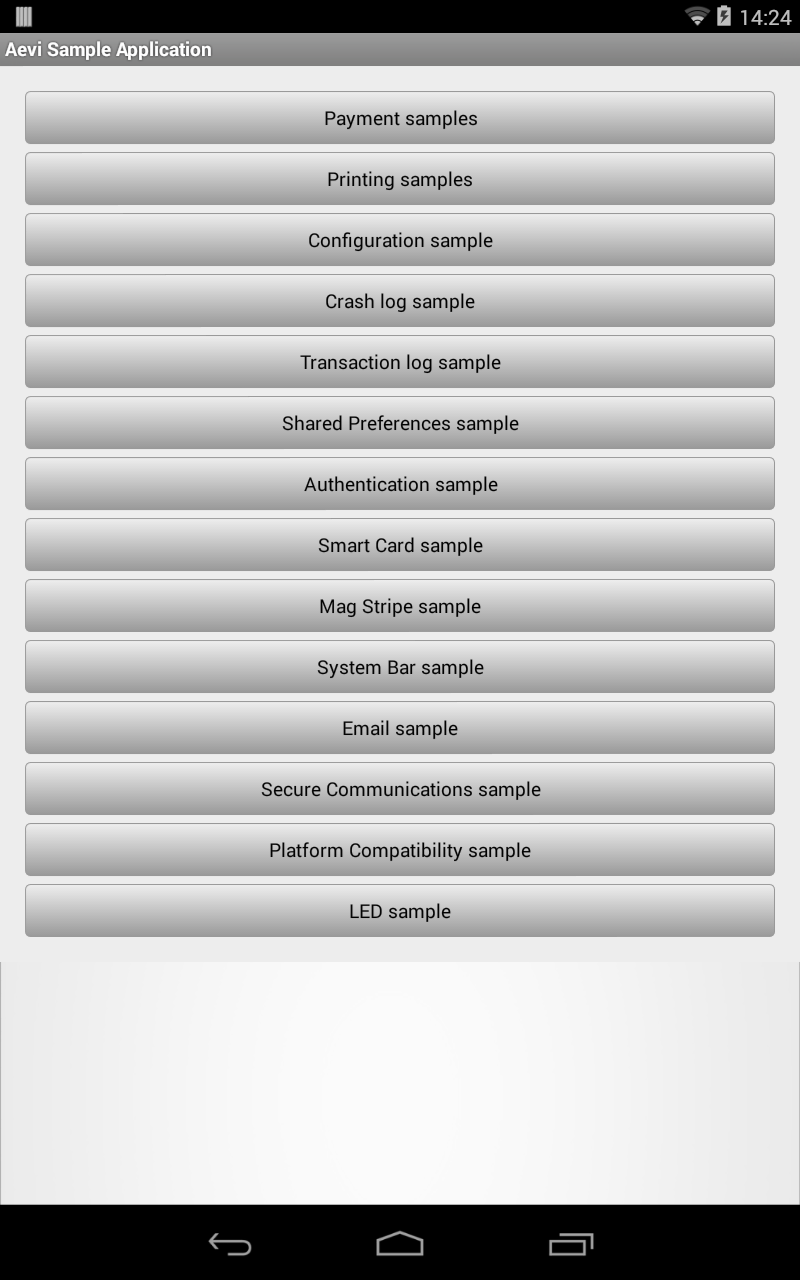 14:24
Aevi Sample Application
Payment samples
Printing samples
Configuration sample
Crash log sample
Transaction log sample
Shared Preferences sample
Authentication sample
Smart Card sample
Mag Stripe sample
System Bar sample
Email sample
Secure Communications sample
Platform Compatibility sample
LED sample